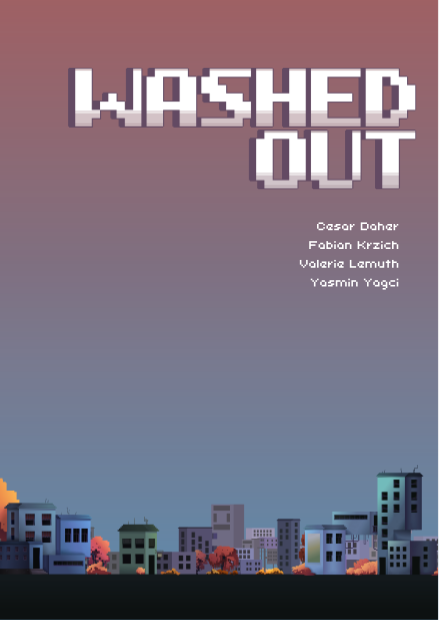 WASHED
OUT
Cesar Daher
Fabian Krzich
Valerie Lemuth
Yasmin Yagci